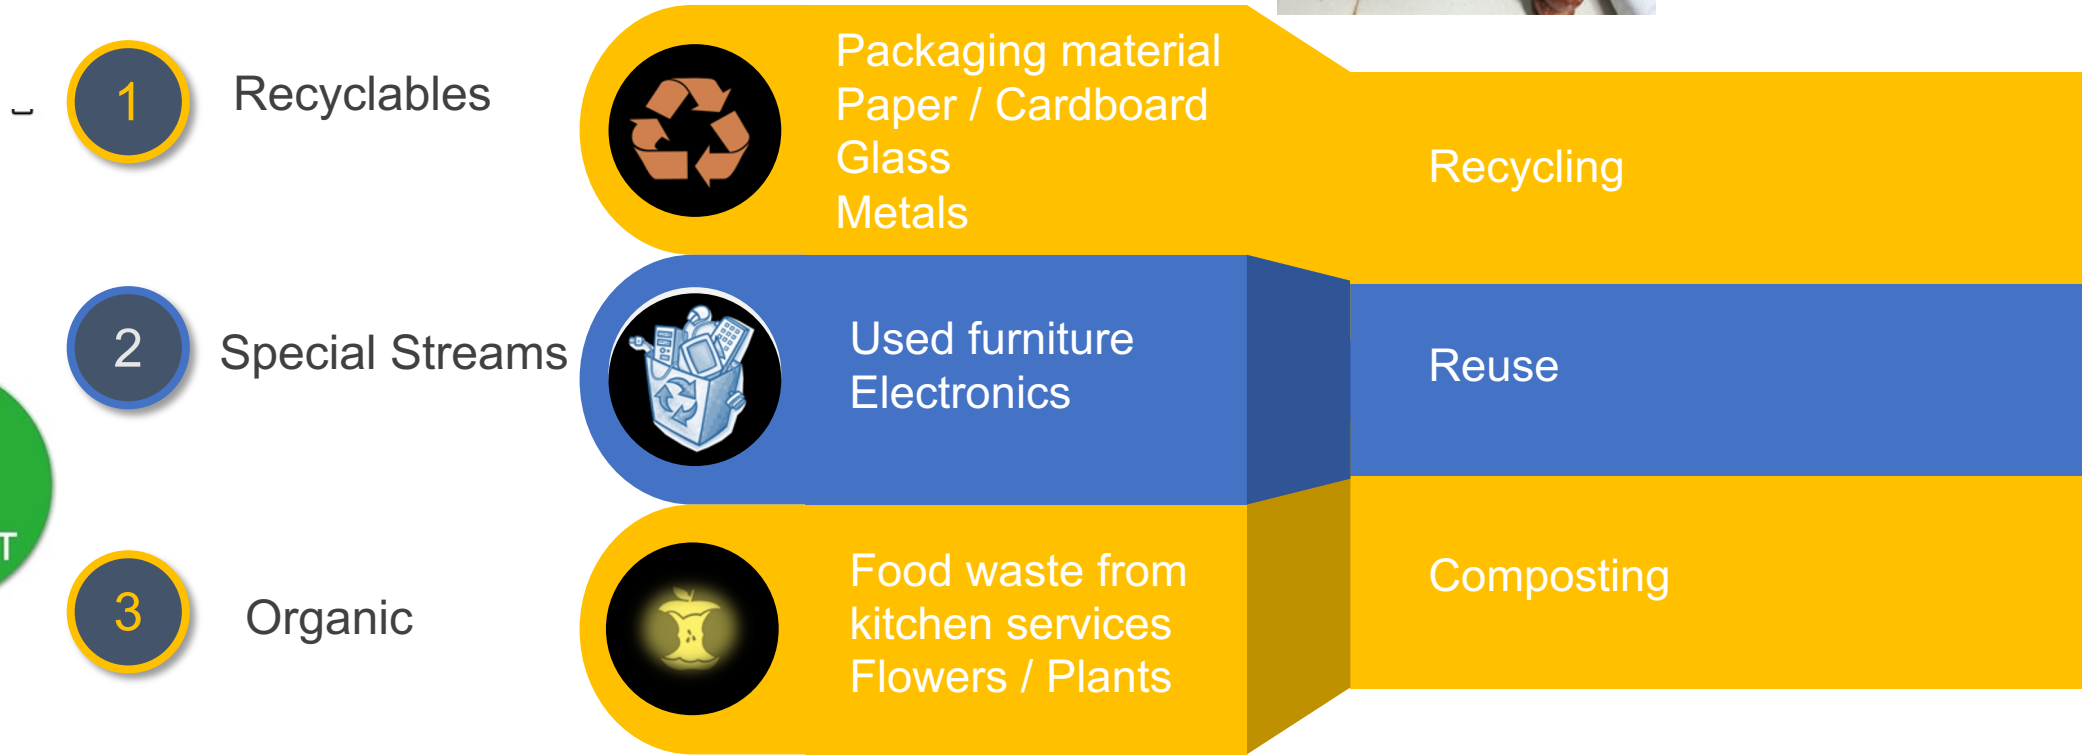 1
Recyclables
Packaging material
Paper / Cardboard
Glass
Metals
Recycling
2
Special Streams
Used furniture
Electronics
Reuse
T
3
Organic
Food waste from
kitchen services
Flowers / Plants
Composting